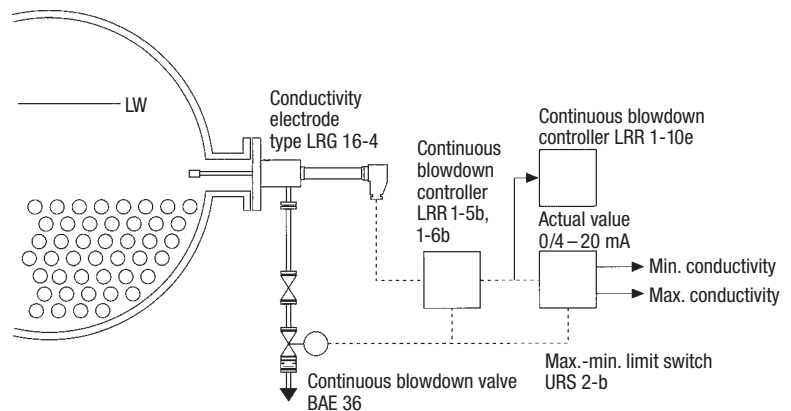 LW
Conductivity
electrode
type LRG 16-4
Continuous
blowdown
controller
LRR 1-5b,
1-6b
Continuous blowdown
controller LRR 1-10e
Actual value
0/4 – 20 mA
Min. conductivity
Max. conductivity
Max.-min. limit switch
URS 2-b
Continuous blowdown valve
BAE 36